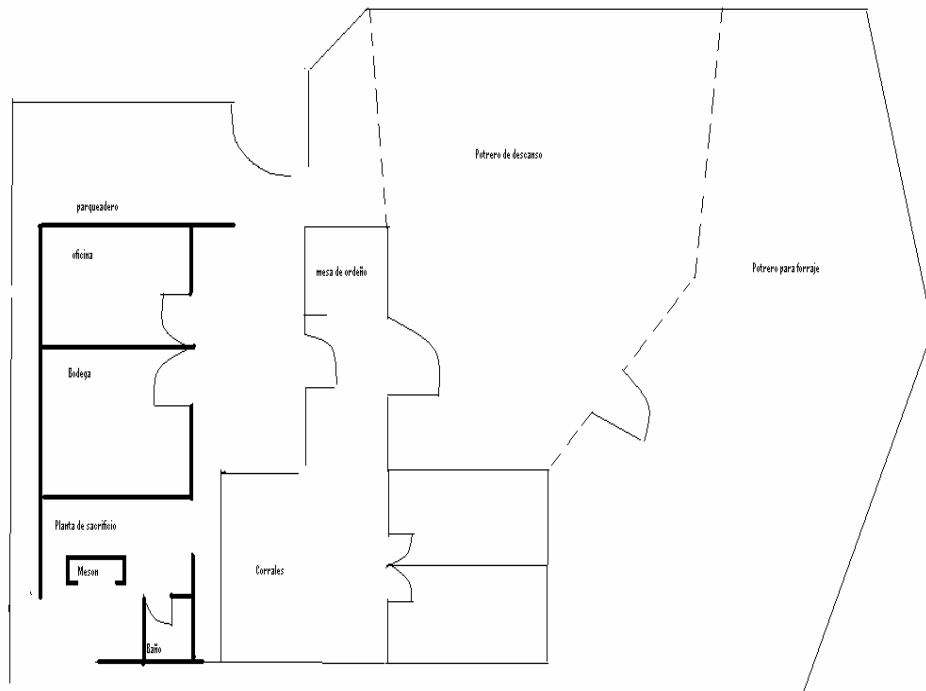 Potrero de descanso
parqueadero
oficina
mesa de ordeño
Potrero para forraje
Bodega
Planta de sacrificio
Meson
Corrales
Baño